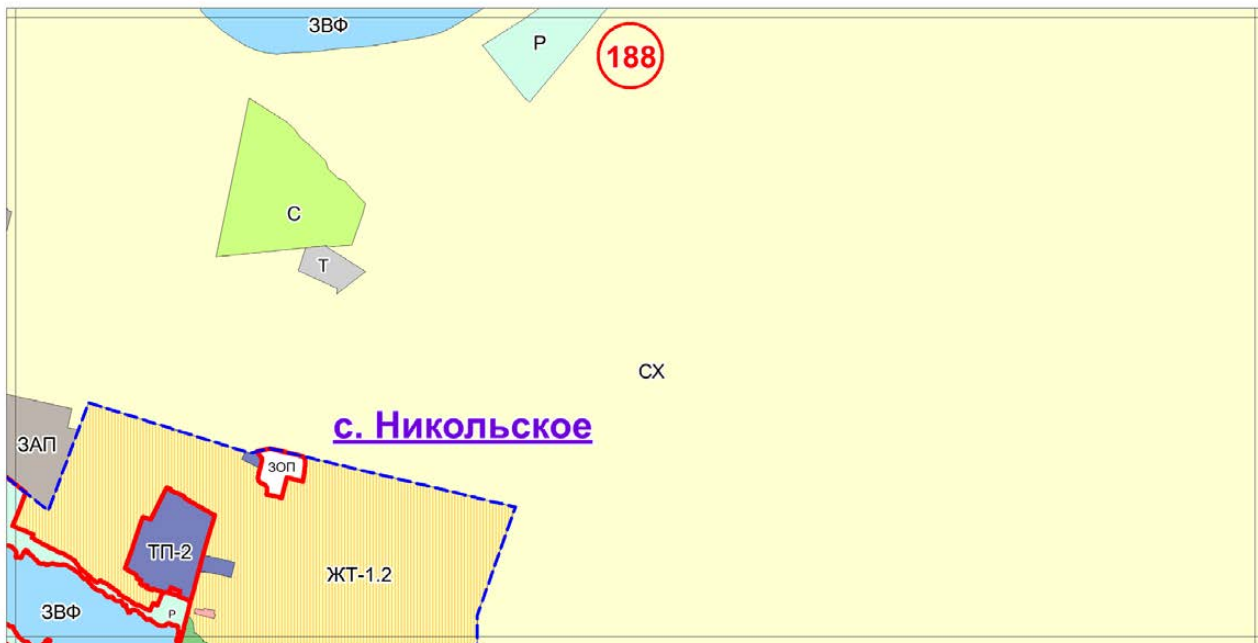 ЗВФ
Р
188
С
Т
СХ
с. Никольское
ЗАП
ЗОП
ТП-2
ЖТ-1.2
ЗВФ
Р